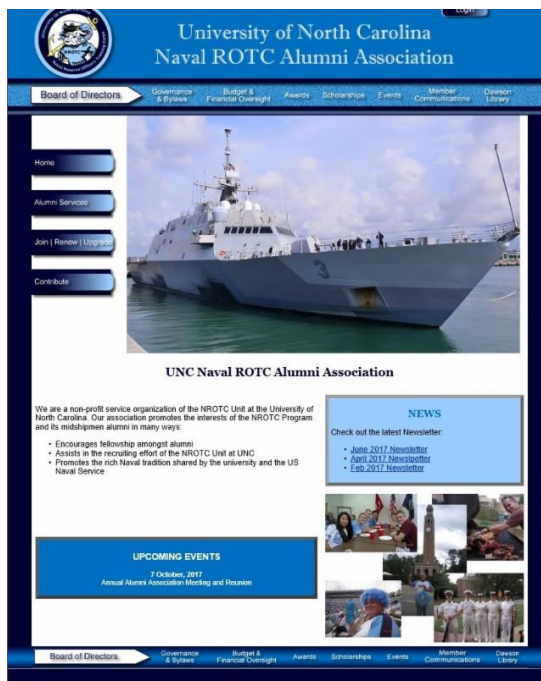 Login
NROTC
University of North Carolina
Naval ROTC Alumni Association
Board of Directors
Governance
& Bylaws
Budget &
Financial Oversight
Awards
Scholarships
Events
Member
Communications
Dawson
Library
Home
Alumni Services
Join | Renew | Upgrade
Contribute
3
UNC Naval ROTC Alumni Association
We are a non-profit service organization of the NROTC Unit at the University of
North Carolina. Our association promotes the interests of the NROTC Program
and its midshipmen alumni in many ways:
• Encourages fellowship amongst alumni
• Assists in the recruiting effort of the NROTC Unit at UNC
• Promotes the rich Naval tradition shared by the university and the US
Naval Service
NEWS
Check out the latest Newsletter:
• June 2017 Newsletter
• April 2017 Newslpetter
• Feb 2017 Newsletter
UPCOMING EVENTS
7 October, 2017
Annual Alumni Association Meeting and Reunion
Board of Directors
Governance
& Bylaws
Budget &
Financial Oversight
Awards
Scholarships
Events
Member
Communications
Dawson
Library